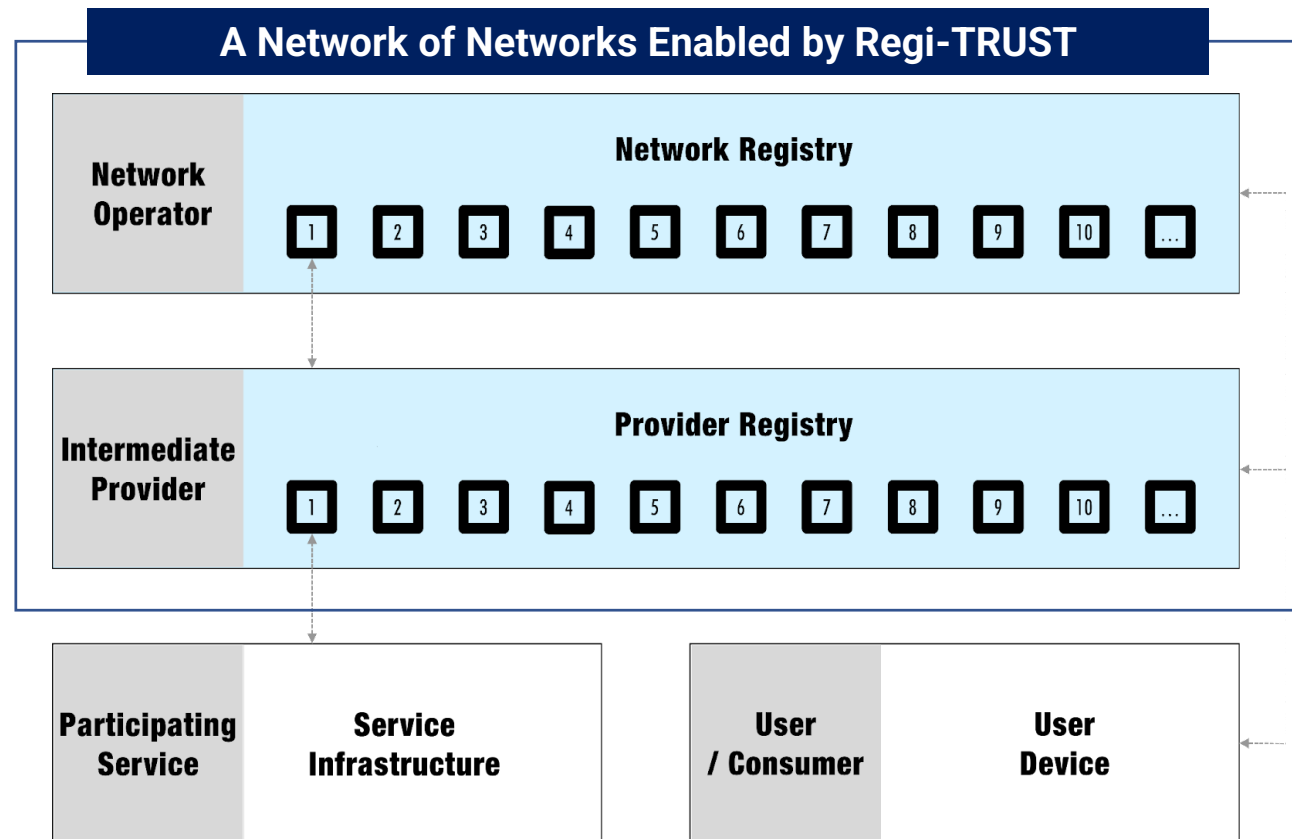 A Network of Networks Enabled by Regi-TRUST
Network
Operator
Network Registry
1 2 3 4 5 6 7 8 9 10 ...
Intermediate
Provider
Provider Registry
1 2 3 4 5 6 7 8 9 10 ...
Participating
Service
Service
Infrastructure
User
/ Consumer
User
Device